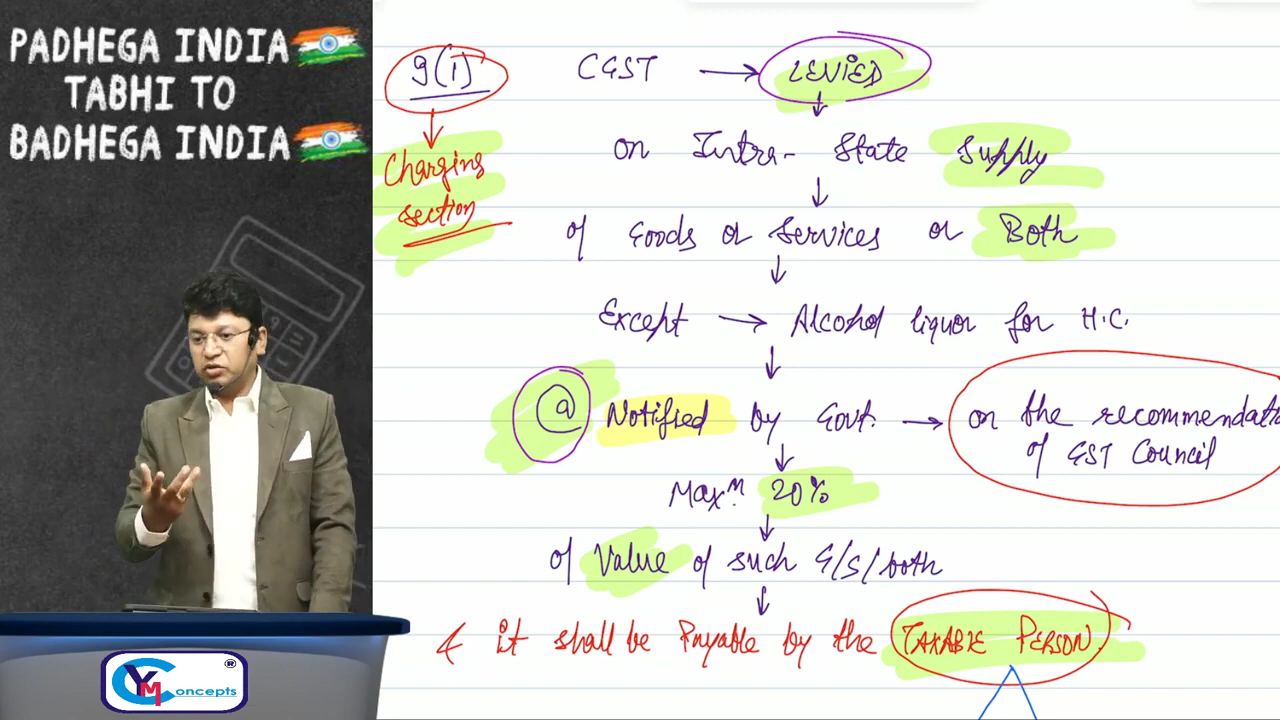 PADHEGA INDIA
TABHI TO
BADHEGA INDIA
9(1)
Charging
section
CGST → LEVIED
on Intra- State Supply
of Goods or Services or Both
Except → Alcohol liquor for H.C.
@ Notified by Govt. → on the recommendati
of GST Council
Maxᵐ. 20%
of Value of such G/S/both
& it shall be Payable by the TAXABLE PERSON.
CYM Concepts ®